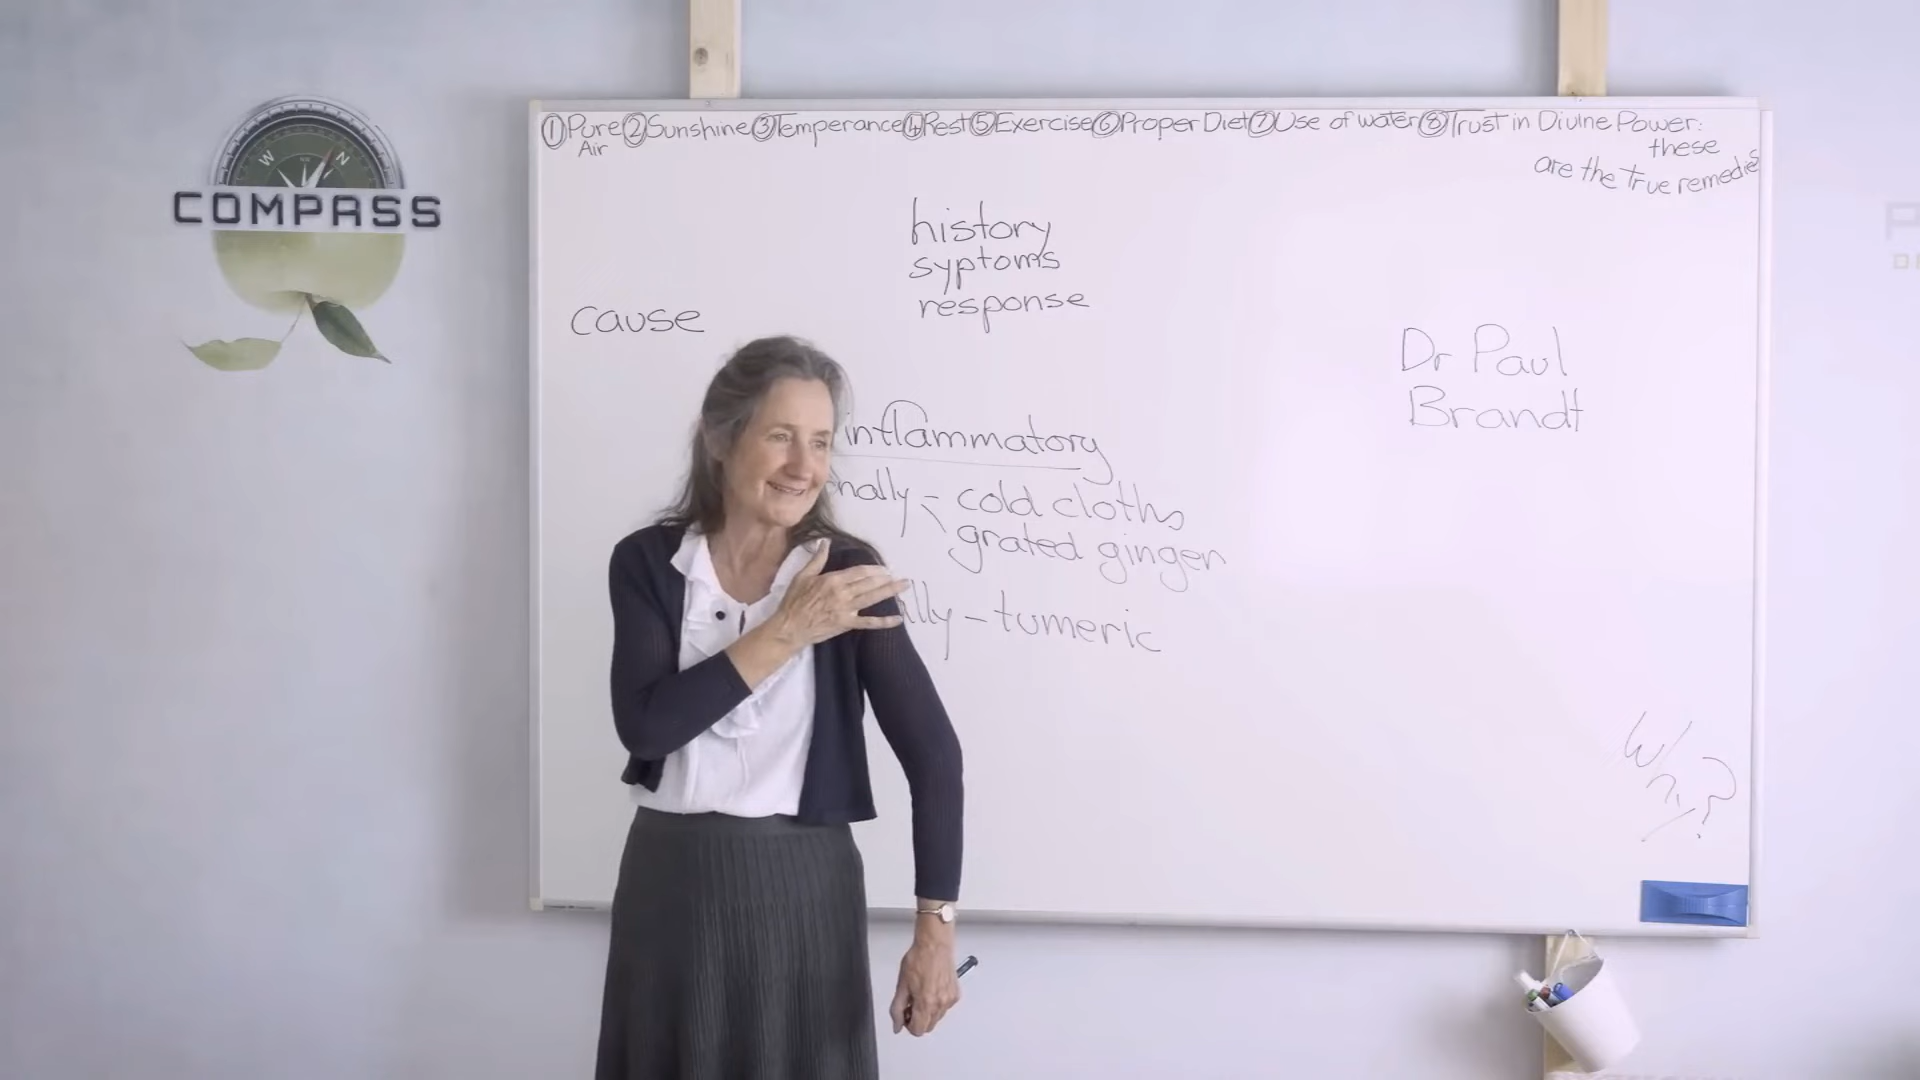 ①Pure ②Sunshine ③Temperance ④Rest ⑤Exercise ⑥Proper Diet ⑦Use of water ⑧Trust in Divine Power:
Air
these
are the True remedies
history
syptoms
response
cause
Dr Paul
Brandt
inflammatory
nally - cold cloths
grated ginger
lly - tumeric
Why?
W N
COMPASS